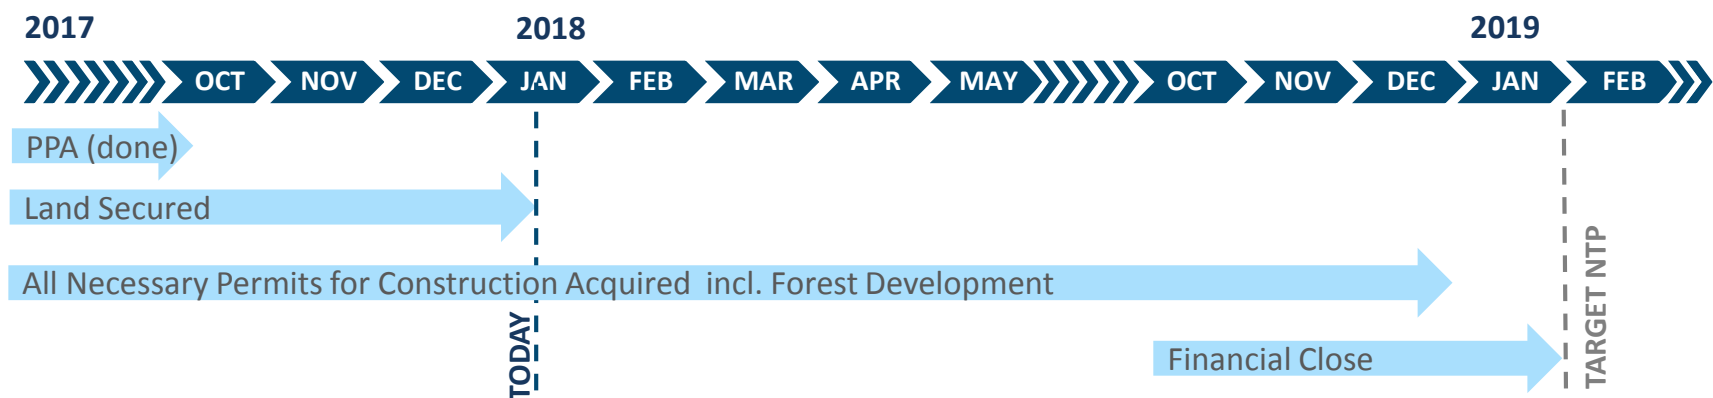 2017 2018 2019
OCT NOV DEC JAN FEB MAR APR MAY OCT NOV DEC JAN FEB
PPA (done)
Land Secured
All Necessary Permits for Construction Acquired incl. Forest Development
Financial Close
TODAY
TARGET NTP